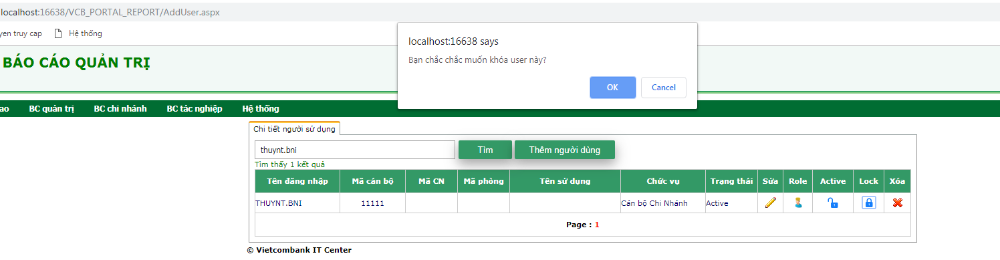 localhost:16638/VCB_PORTAL_REPORT/AddUser.aspx
yen truy cap Hệ thống
localhost:16638 says
Bạn chắc chắc muốn khóa user này?
OK Cancel
BÁO CÁO QUẢN TRỊ
ao BC quản trị BC chi nhánh BC tác nghiệp Hệ thống
Chi tiết người sử dụng
thuynt.bni Tìm Thêm người dùng
Tìm thấy 1 kết quả
Tên đăng nhập Mã cán bộ Mã CN Mã phòng Tên sử dụng Chức vụ Trạng thái Sửa Role Active Lock Xóa
THUYNT.BNI 11111 Cán bộ Chi Nhánh Active
Page : 1
© Vietcombank IT Center